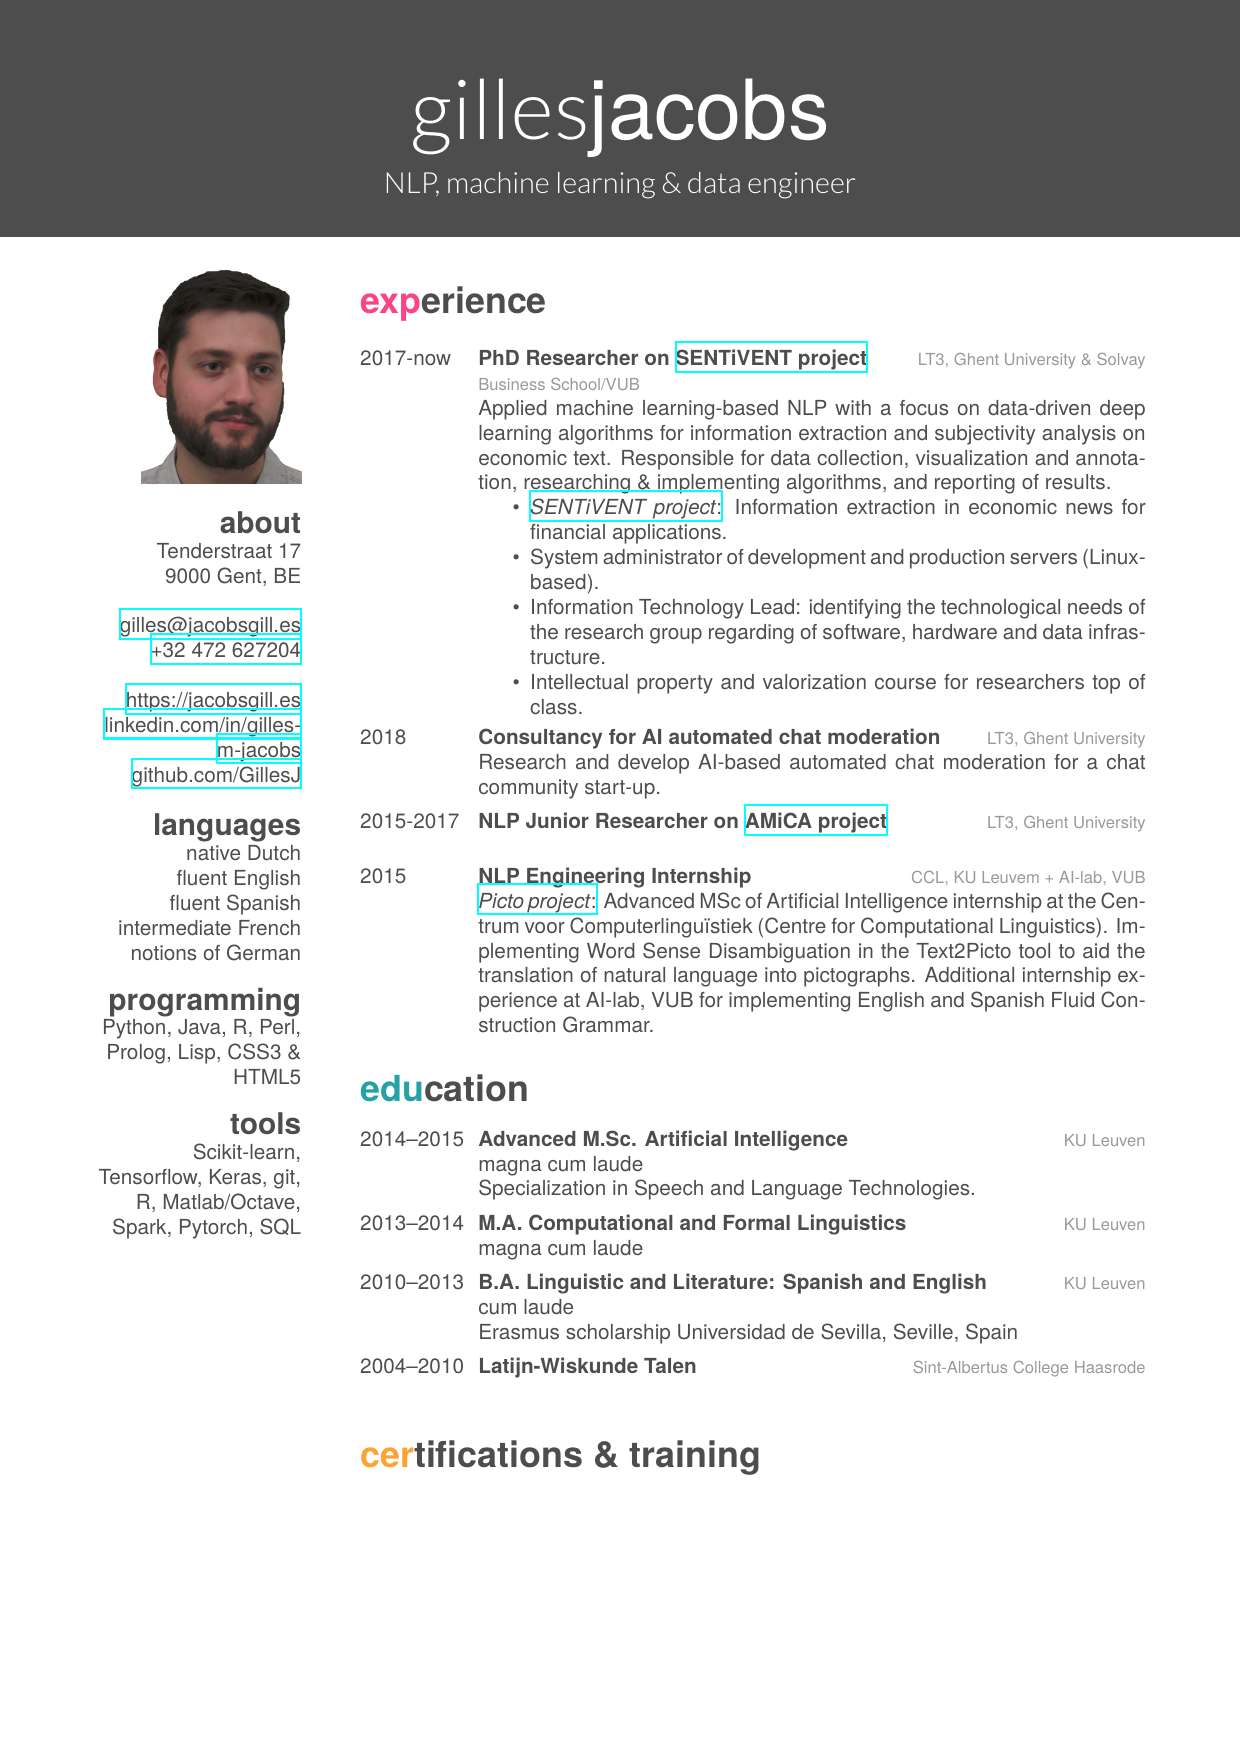 gillesjacobs
NLP, machine learning & data engineer
about
Tenderstraat 17
9000 Gent, BE
gilles@jacobsgill.es
+32 472 627204
https://jacobsgill.es
linkedin.com/in/gilles-
m-jacobs
github.com/GillesJ
languages
native Dutch
fluent English
fluent Spanish
intermediate French
notions of German
programming
Python, Java, R, Perl,
Prolog, Lisp, CSS3 &
HTML5
tools
Scikit-learn,
Tensorflow, Keras, git,
R, Matlab/Octave,
Spark, Pytorch, SQL
experience
2017-now PhD Researcher on SENTiVENT project LT3, Ghent University & Solvay
Business School/VUB
Applied machine learning-based NLP with a focus on data-driven deep
learning algorithms for information extraction and subjectivity analysis on
economic text. Responsible for data collection, visualization and annota-
tion, researching & implementing algorithms, and reporting of results.
• SENTiVENT project: Information extraction in economic news for
financial applications.
• System administrator of development and production servers (Linux-
based).
• Information Technology Lead: identifying the technological needs of
the research group regarding of software, hardware and data infras-
tructure.
• Intellectual property and valorization course for researchers top of
class.
2018 Consultancy for AI automated chat moderation LT3, Ghent University
Research and develop AI-based automated chat moderation for a chat
community start-up.
2015-2017 NLP Junior Researcher on AMiCA project LT3, Ghent University
2015 NLP Engineering Internship CCL, KU Leuvem + AI-lab, VUB
Picto project: Advanced MSc of Artificial Intelligence internship at the Cen-
trum voor Computerlinguïstiek (Centre for Computational Linguistics). Im-
plementing Word Sense Disambiguation in the Text2Picto tool to aid the
translation of natural language into pictographs. Additional internship ex-
perience at AI-lab, VUB for implementing English and Spanish Fluid Con-
struction Grammar.
education
2014–2015 Advanced M.Sc. Artificial Intelligence KU Leuven
magna cum laude
Specialization in Speech and Language Technologies.
2013–2014 M.A. Computational and Formal Linguistics KU Leuven
magna cum laude
2010–2013 B.A. Linguistic and Literature: Spanish and English KU Leuven
cum laude
Erasmus scholarship Universidad de Sevilla, Seville, Spain
2004–2010 Latijn-Wiskunde Talen Sint-Albertus College Haasrode
certifications & training